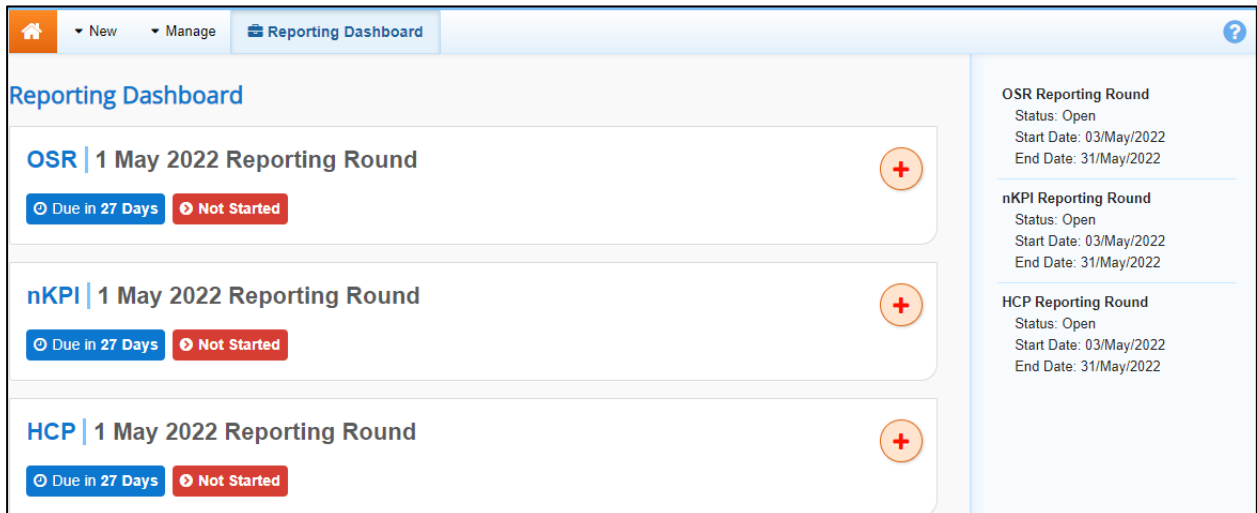 New Manage Reporting Dashboard ?
Reporting Dashboard
OSR | 1 May 2022 Reporting Round
Due in 27 Days Not Started
nKPI | 1 May 2022 Reporting Round
Due in 27 Days Not Started
HCP | 1 May 2022 Reporting Round
Due in 27 Days Not Started
OSR Reporting Round
Status: Open
Start Date: 03/May/2022
End Date: 31/May/2022
nKPI Reporting Round
Status: Open
Start Date: 03/May/2022
End Date: 31/May/2022
HCP Reporting Round
Status: Open
Start Date: 03/May/2022
End Date: 31/May/2022